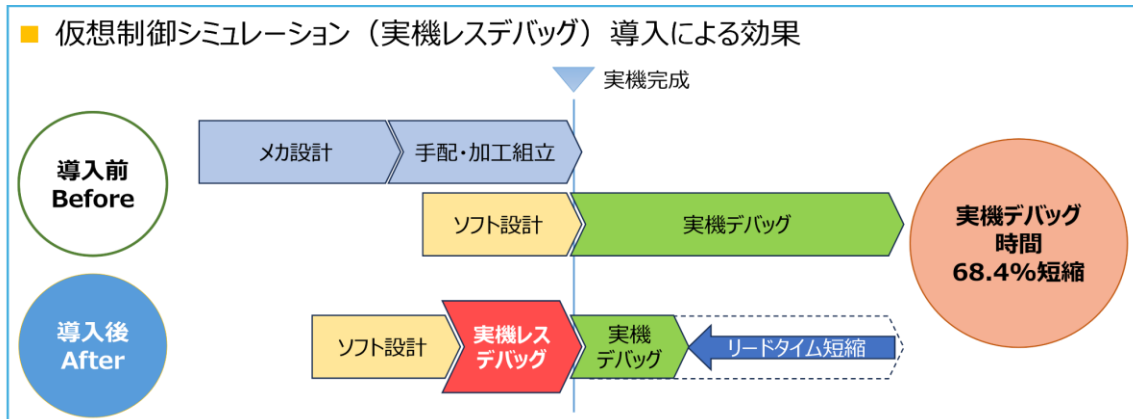 ■ 仮想制御シミュレーション（実機レスデバッグ）導入による効果
実機完成
導入前
Before
メカ設計
手配・加工組立
ソフト設計
実機デバッグ
実機デバッグ
時間
68.4%短縮
導入後
After
ソフト設計
実機レス
デバッグ
実機
デバッグ
リードタイム短縮